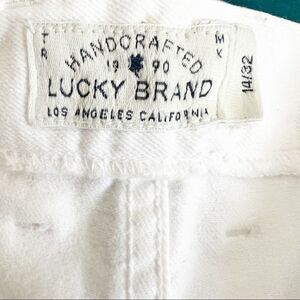 T R
HANDCRAFTED
M K
19 90
LUCKY BRAND
LOS ANGELES CALIFORNIA
14/32